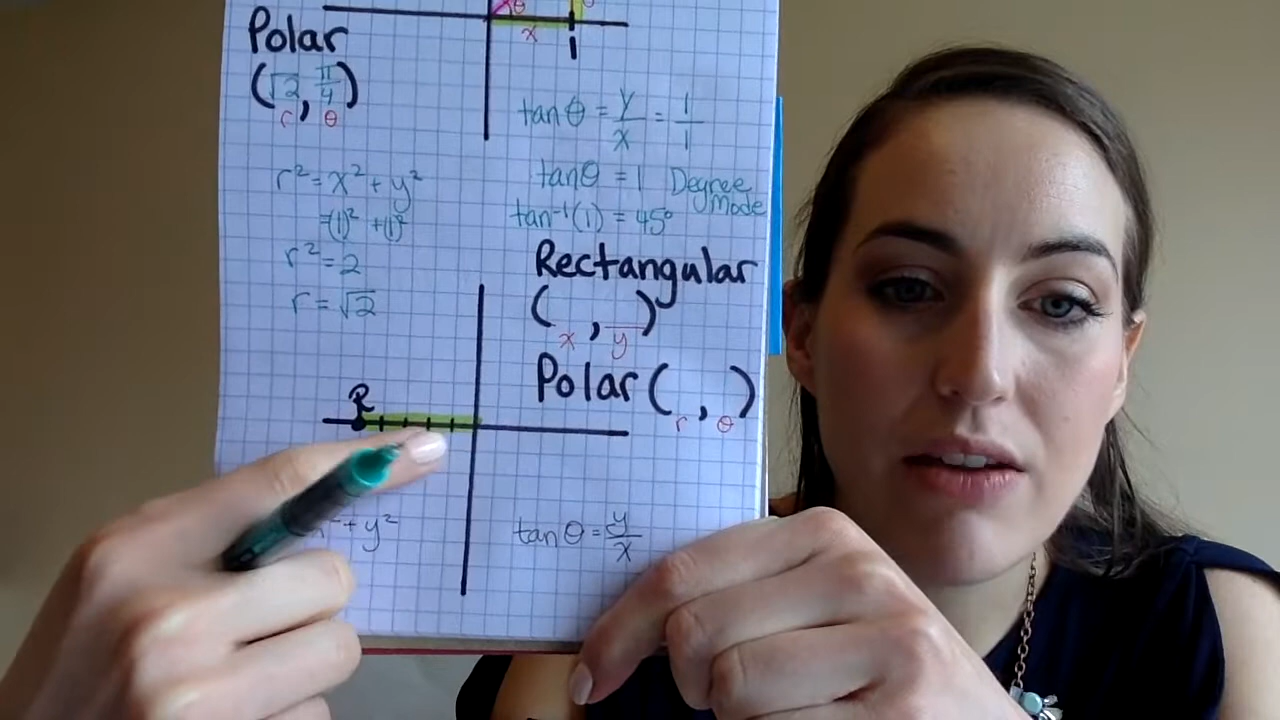 θ
x
1
Polar
(√2, π/4)
r θ
tan θ = y/x = 1/1
tan θ = 1 Degree
Mode
tan⁻¹(1) = 45°
r² = x² + y²
=(1)² + (1)²
r² = 2
r = √2
Rectangular
( , )
x y
Polar ( , )
r θ
R
+ y²
tan θ = y/x